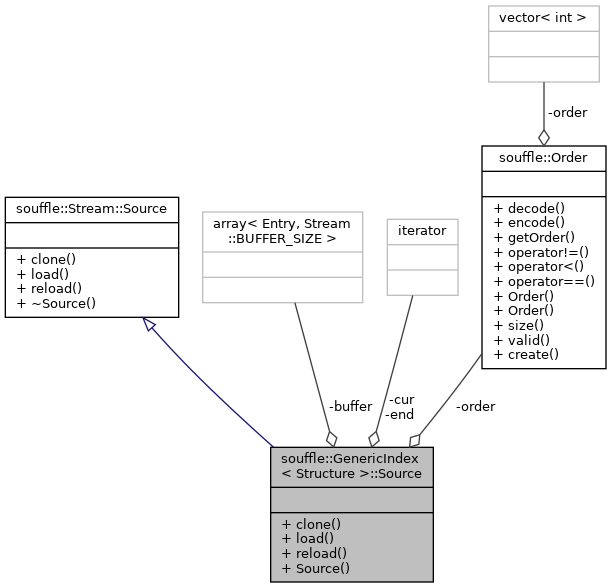 vector< int >
-order
souffle::Order
+ decode()
+ encode()
+ getOrder()
+ operator!=()
+ operator<()
+ operator==()
+ Order()
+ Order()
+ size()
+ valid()
+ create()
souffle::Stream::Source
+ clone()
+ load()
+ reload()
+ ~Source()
array< Entry, Stream
::BUFFER_SIZE >
iterator
-buffer
-cur
-end
-order
souffle::GenericIndex
< Structure >::Source
+ clone()
+ load()
+ reload()
+ Source()